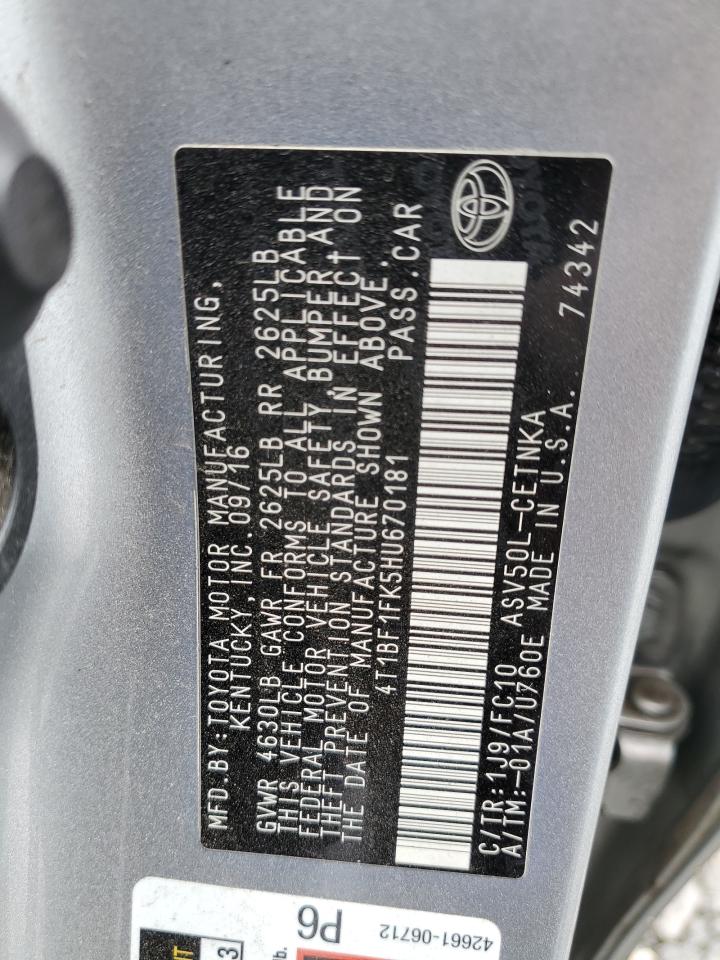 MFD.BY:TOYOTA MOTOR MANUFACTURING,
KENTUCKY, INC.09/16
GVWR 4630LB GAWR FR 2625LB RR 2625LB
THIS VEHICLE CONFORMS TO ALL APPLICABLE
FEDERAL MOTOR VEHICLE SAFETY, BUMPER, AND
THEFT PREVENTION STANDARDS IN EFFECT ON
THE DATE OF MANUFACTURE SHOWN ABOVE.
4T1BF1FK5HU670181 PASS.CAR
C/TR:1J9/FC10 ASV50L-CETNKA
A/TM:-01A/U760E MADE IN U.S.A. 74342
P6
42661-06712
3
lb.